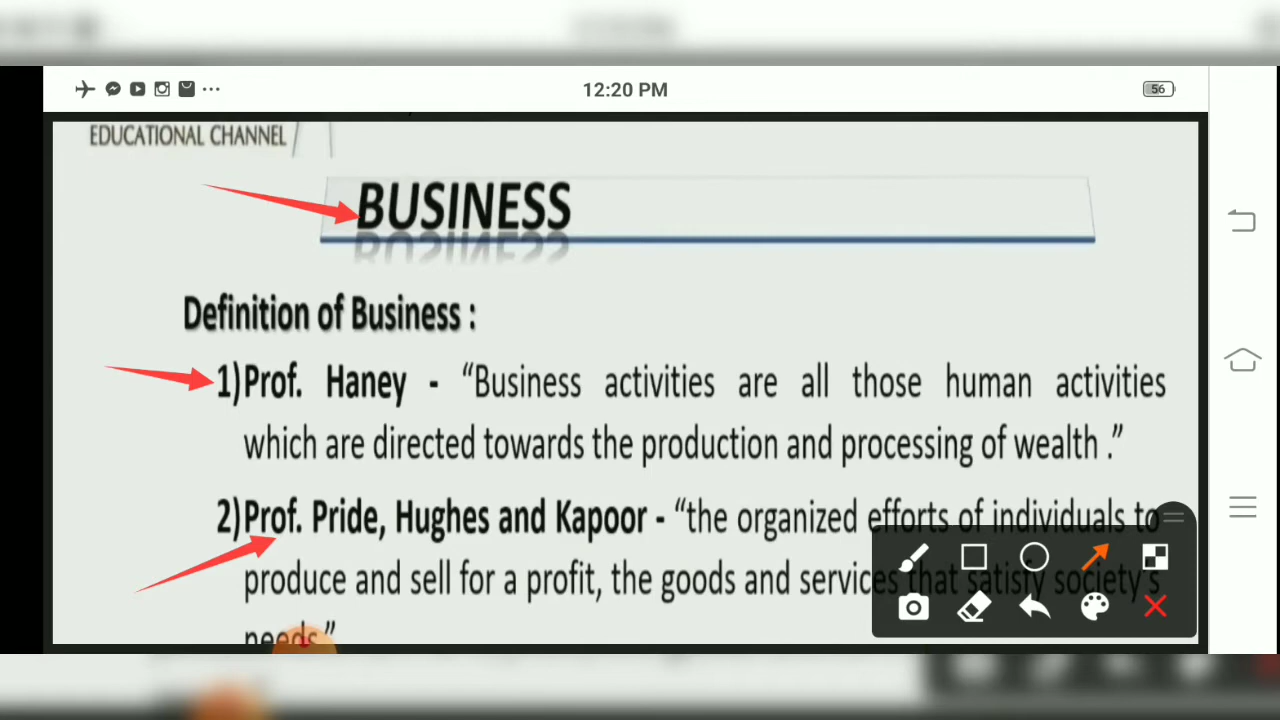 12:20 PM
56
EDUCATIONAL CHANNEL
BUSINESS
Definition of Business :
1)Prof. Haney - “Business activities are all those human activities
which are directed towards the production and processing of wealth .”
2)Prof. Pride, Hughes and Kapoor - “the organized efforts of individuals to
produce and sell for a profit, the goods and services that satisfy society's
needs”